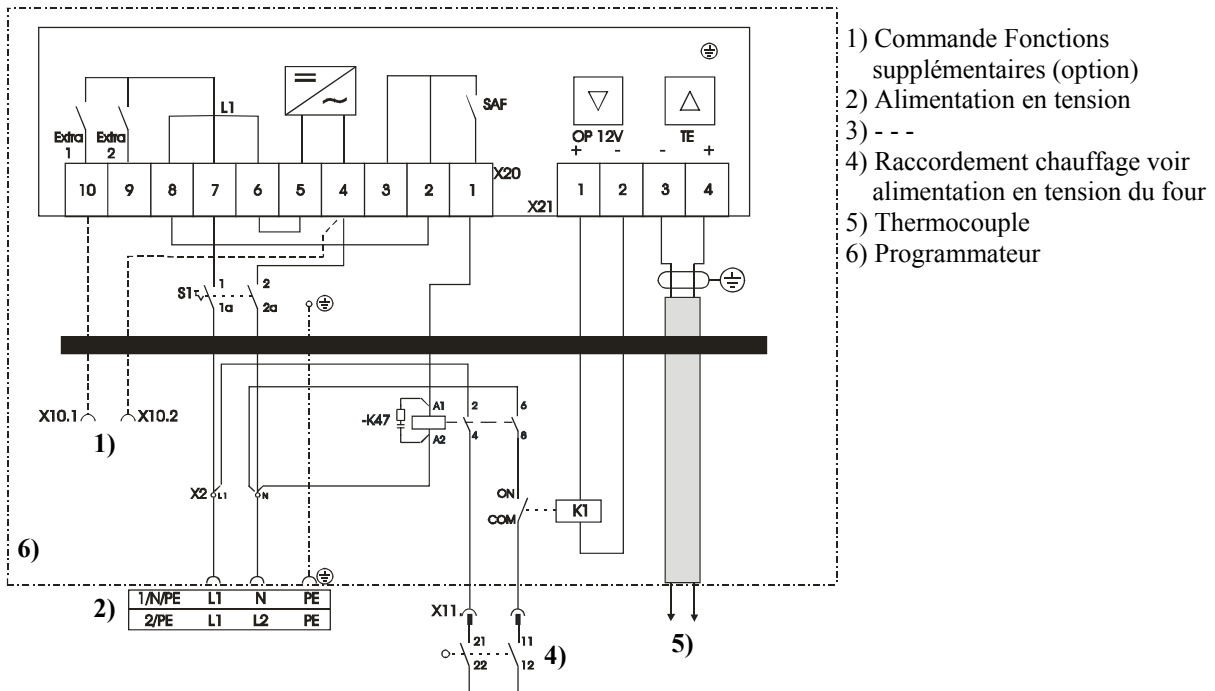 1) Commande Fonctions
supplémentaires (option)
2) Alimentation en tension
3) - - -
4) Raccordement chauffage voir
alimentation en tension du four
5) Thermocouple
6) Programmateur
L1
SAF
Extra
1
Extra
2
OP 12V
TE
+ - - +
X20
10 9 8 7 6 5 4 3 2 1
X21
1 2 3 4
S1
1
1a
2
2a
X10.1
X10.2
1)
-K47
A1
A2
2
4
6
8
X2
L1
N
ON
COM
K1
6)
2)
1/N/PE L1 N PE
2/PE L1 L2 PE
X11.
21
22
11
12
4)
5)